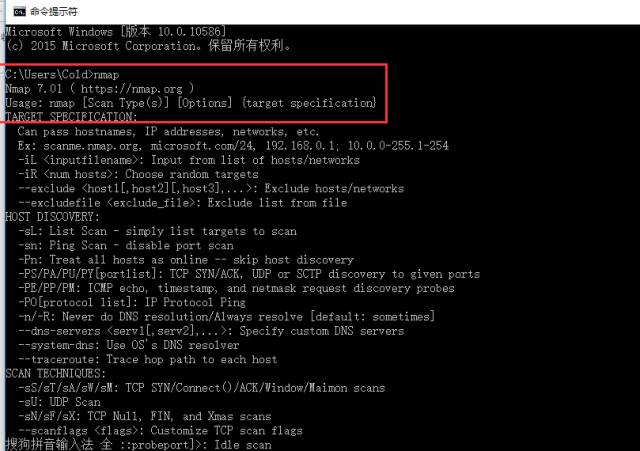 命令提示符
Microsoft Windows [版本 10.0.10586]
(c) 2015 Microsoft Corporation。保留所有权利。
C:\Users\Cold>nmap
Nmap 7.01 ( https://nmap.org )
Usage: nmap [Scan Type(s)] [Options] {target specification}
TARGET SPECIFICATION:
Can pass hostnames, IP addresses, networks, etc.
Ex: scanme.nmap.org, microsoft.com/24, 192.168.0.1; 10.0.0-255.1-254
-iL <inputfilename>: Input from list of hosts/networks
-iR <num hosts>: Choose random targets
--exclude <host1[,host2][,host3],...>: Exclude hosts/networks
--excludefile <exclude_file>: Exclude list from file
HOST DISCOVERY:
-sL: List Scan - simply list targets to scan
-sn: Ping Scan - disable port scan
-Pn: Treat all hosts as online -- skip host discovery
-PS/PA/PU/PY[portlist]: TCP SYN/ACK, UDP or SCTP discovery to given ports
-PE/PP/PM: ICMP echo, timestamp, and netmask request discovery probes
-PO[protocol list]: IP Protocol Ping
-n/-R: Never do DNS resolution/Always resolve [default: sometimes]
--dns-servers <serv1[,serv2],...>: Specify custom DNS servers
--system-dns: Use OS's DNS resolver
--traceroute: Trace hop path to each host
SCAN TECHNIQUES:
-sS/sT/sA/sW/sM: TCP SYN/Connect()/ACK/Window/Maimon scans
-sU: UDP Scan
-sN/sF/sX: TCP Null, FIN, and Xmas scans
--scanflags <flags>: Customize TCP scan flags
搜狗拼音输入法 全 ::probeport]>: Idle scan